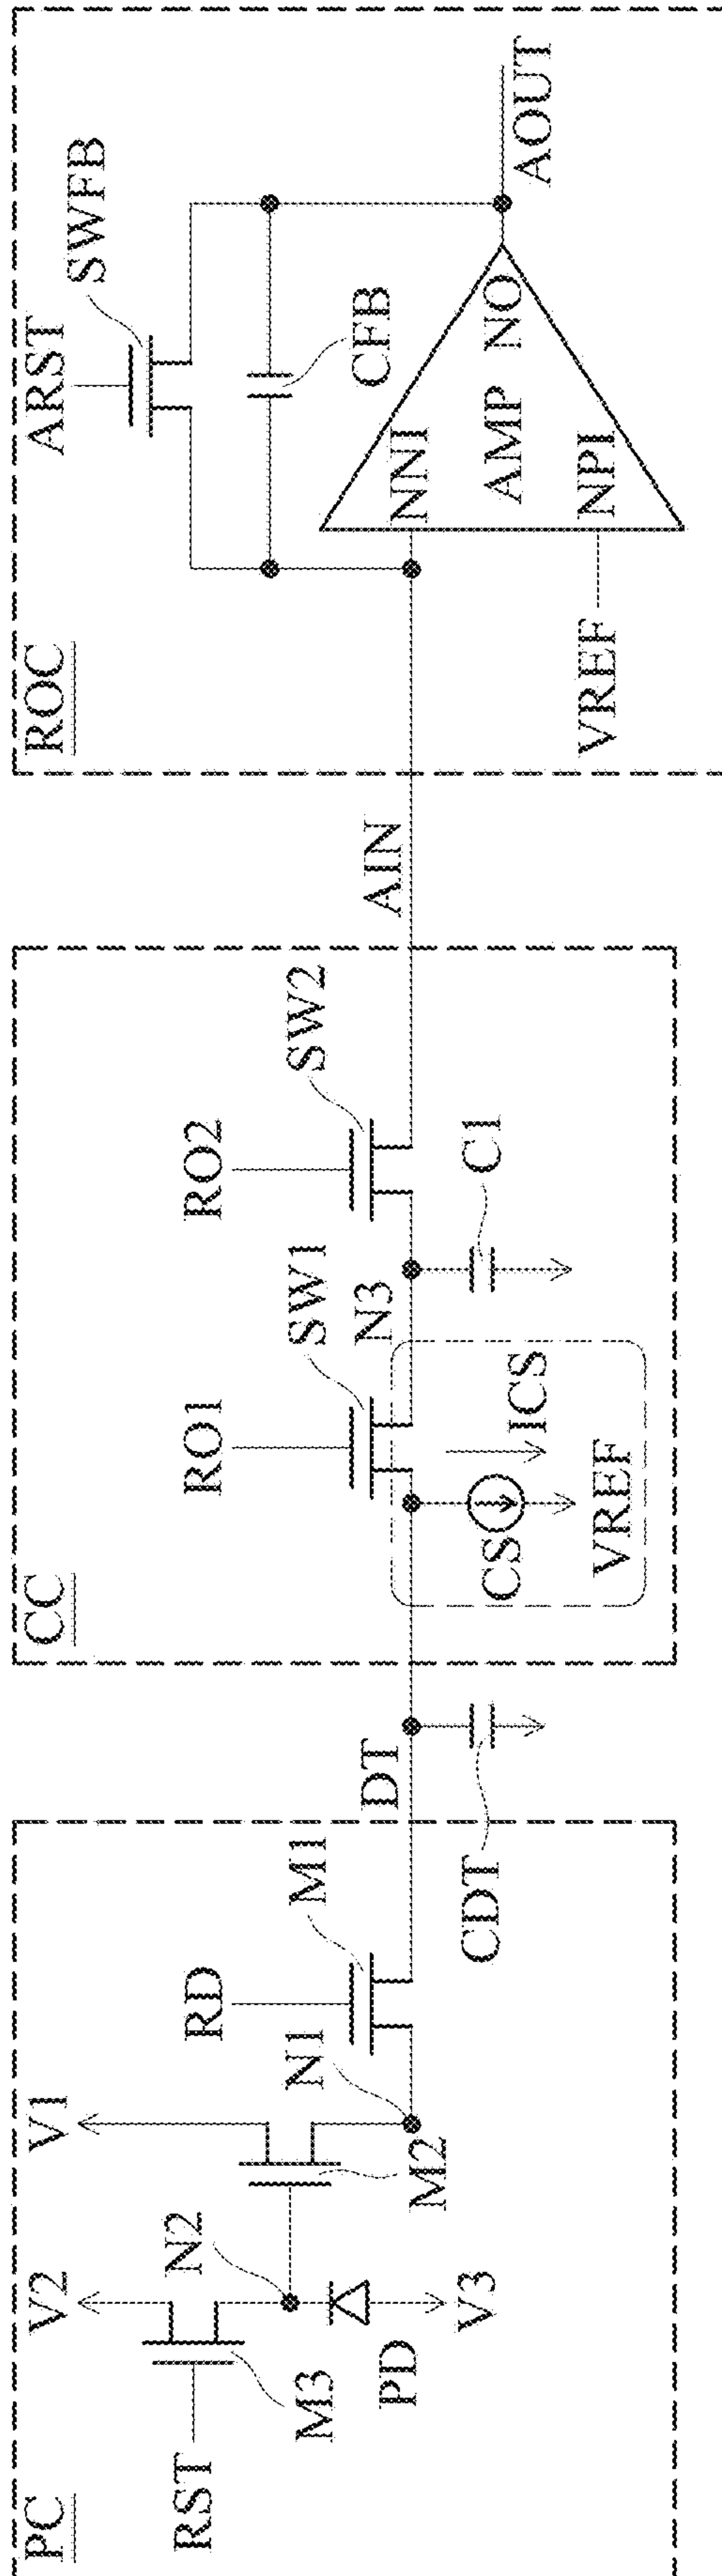 PC
RST
M3
V2
N2
PD
V3
V1
M2
N1
RD
M1
DT
CDT
CC
RO1
SW1
CS
ICS
VREF
N3
RO2
SW2
C1
AIN
ROC
ARST
SWFB
CFB
NNI
AMP
NO
NPI
VREF
AOUT